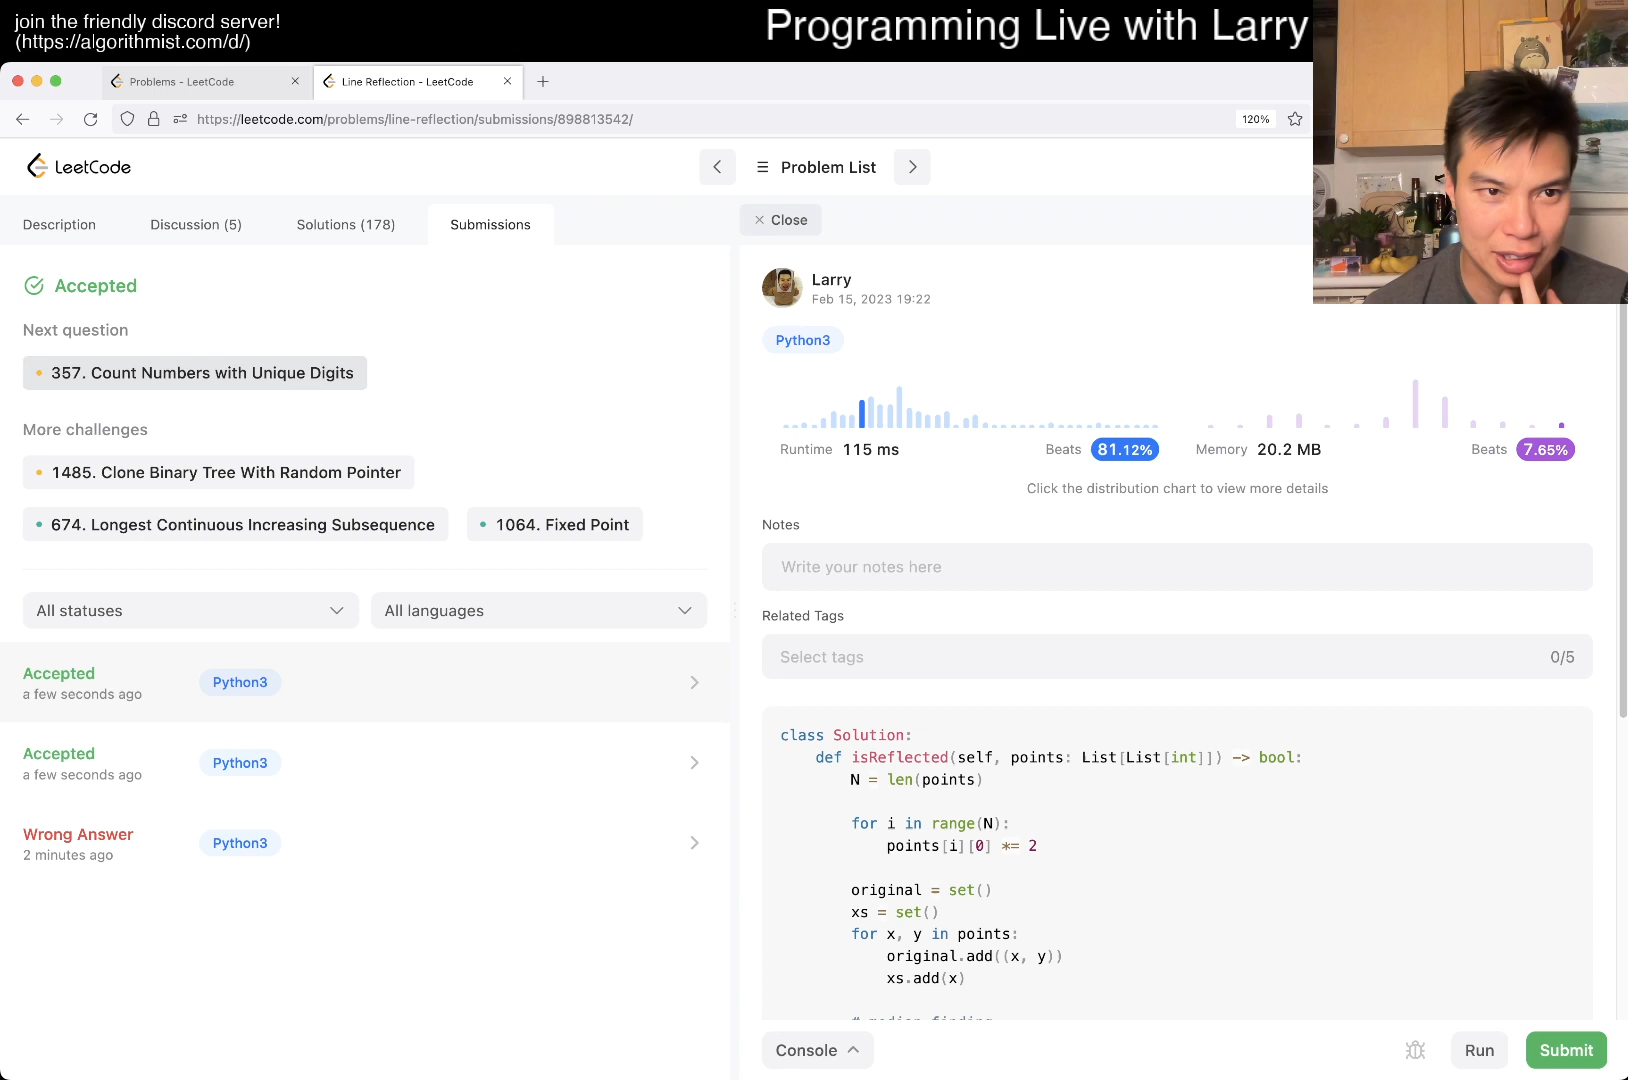 join the friendly discord server!
(https://algorithmist.com/d/)
Programming Live with Larry
Problems - LeetCode
Line Reflection - LeetCode
https://leetcode.com/problems/line-reflection/submissions/898813542/
120%
LeetCode
Problem List
Description
Discussion (5)
Solutions (178)
Submissions
Close
Accepted
Next question
357. Count Numbers with Unique Digits
More challenges
1485. Clone Binary Tree With Random Pointer
674. Longest Continuous Increasing Subsequence
1064. Fixed Point
All statuses
All languages
Accepted
a few seconds ago
Python3
Accepted
a few seconds ago
Python3
Wrong Answer
2 minutes ago
Python3
Larry
Feb 15, 2023 19:22
Python3
Runtime 115 ms
Beats 81.12%
Memory 20.2 MB
Beats 7.65%
Click the distribution chart to view more details
Notes
Write your notes here
Related Tags
Select tags
0/5
class Solution:
def isReflected(self, points: List[List[int]]) -> bool:
N = len(points)
for i in range(N):
points[i][0] *= 2
original = set()
xs = set()
for x, y in points:
original.add((x, y))
xs.add(x)
Console
Run
Submit